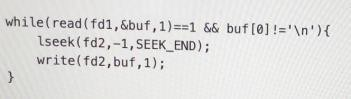 while(read(fd1,&buf,1)==1 && buf[0]!='\n'){
    lseek(fd2,-1,SEEK_END);
    write(fd2,buf,1);
}